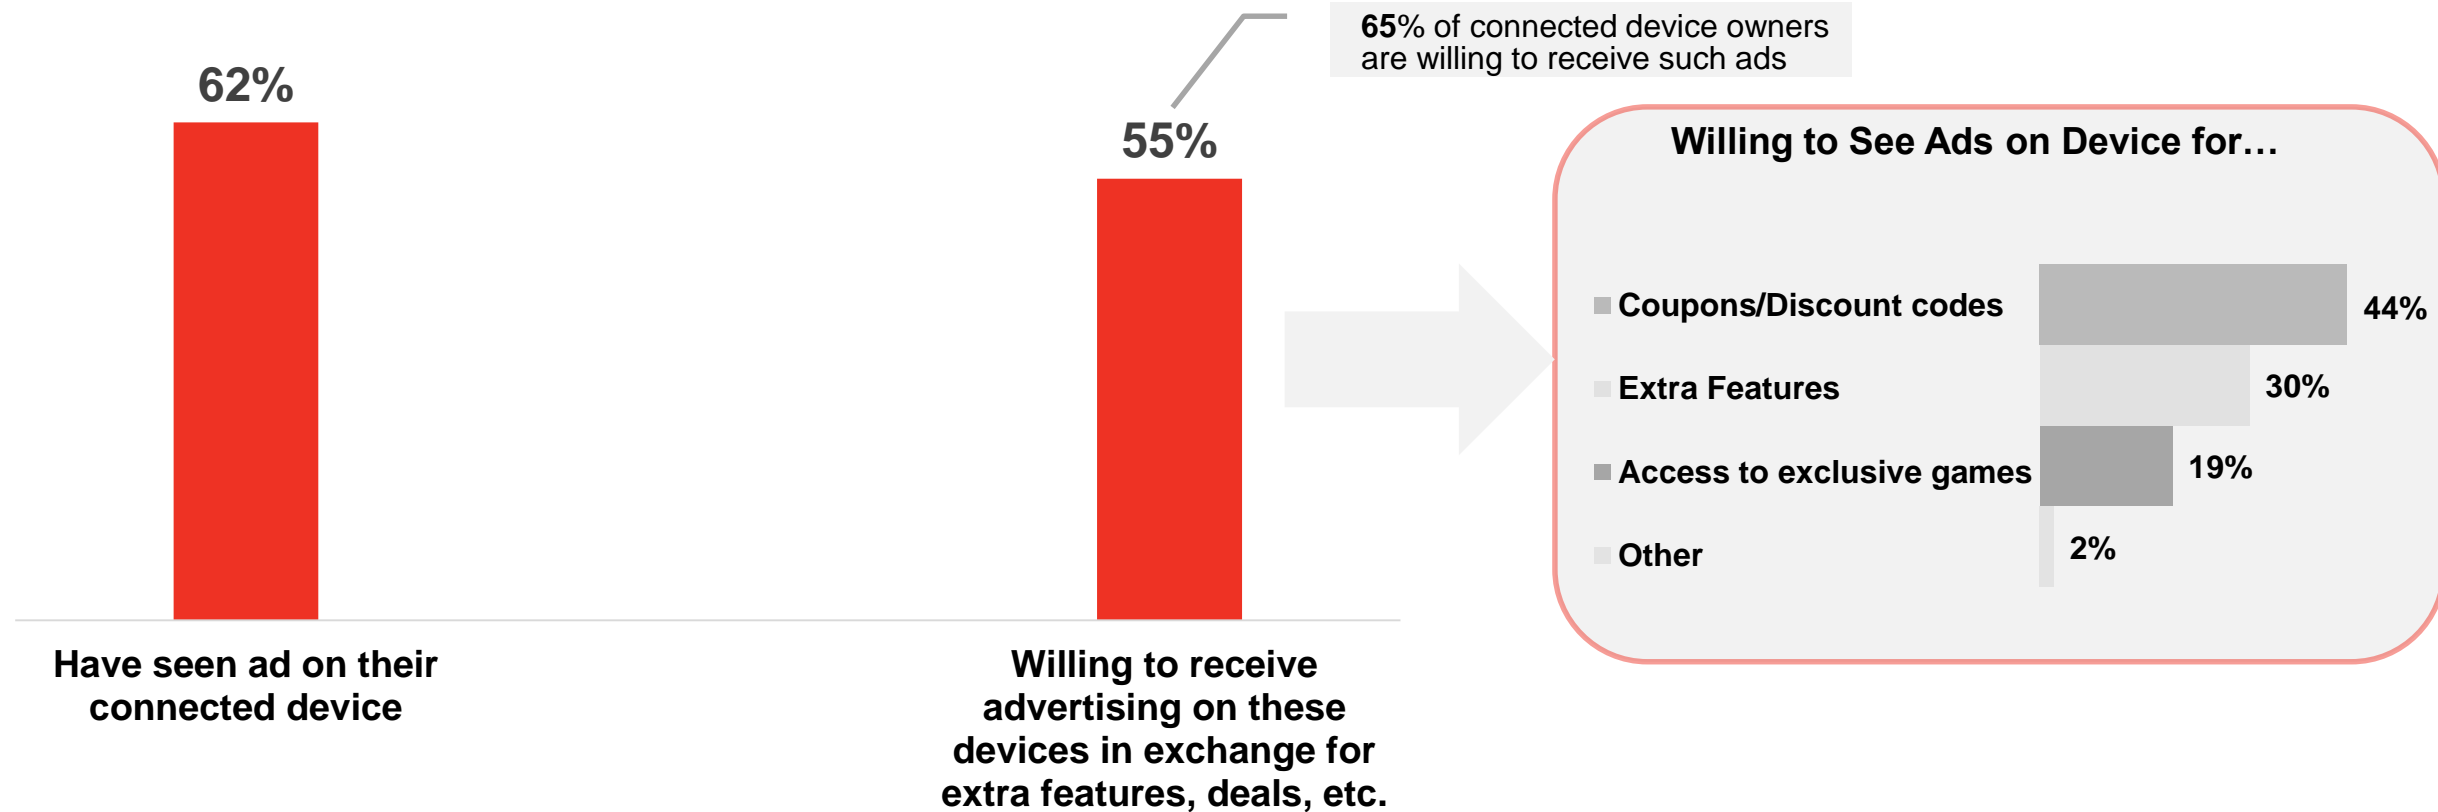 65% of connected device owners
are willing to receive such ads
62%
55%
Have seen ad on their
connected device
Willing to receive
advertising on these
devices in exchange for
extra features, deals, etc.
Willing to See Ads on Device for…
Coupons/Discount codes
44%
Extra Features
30%
Access to exclusive games
19%
Other
2%